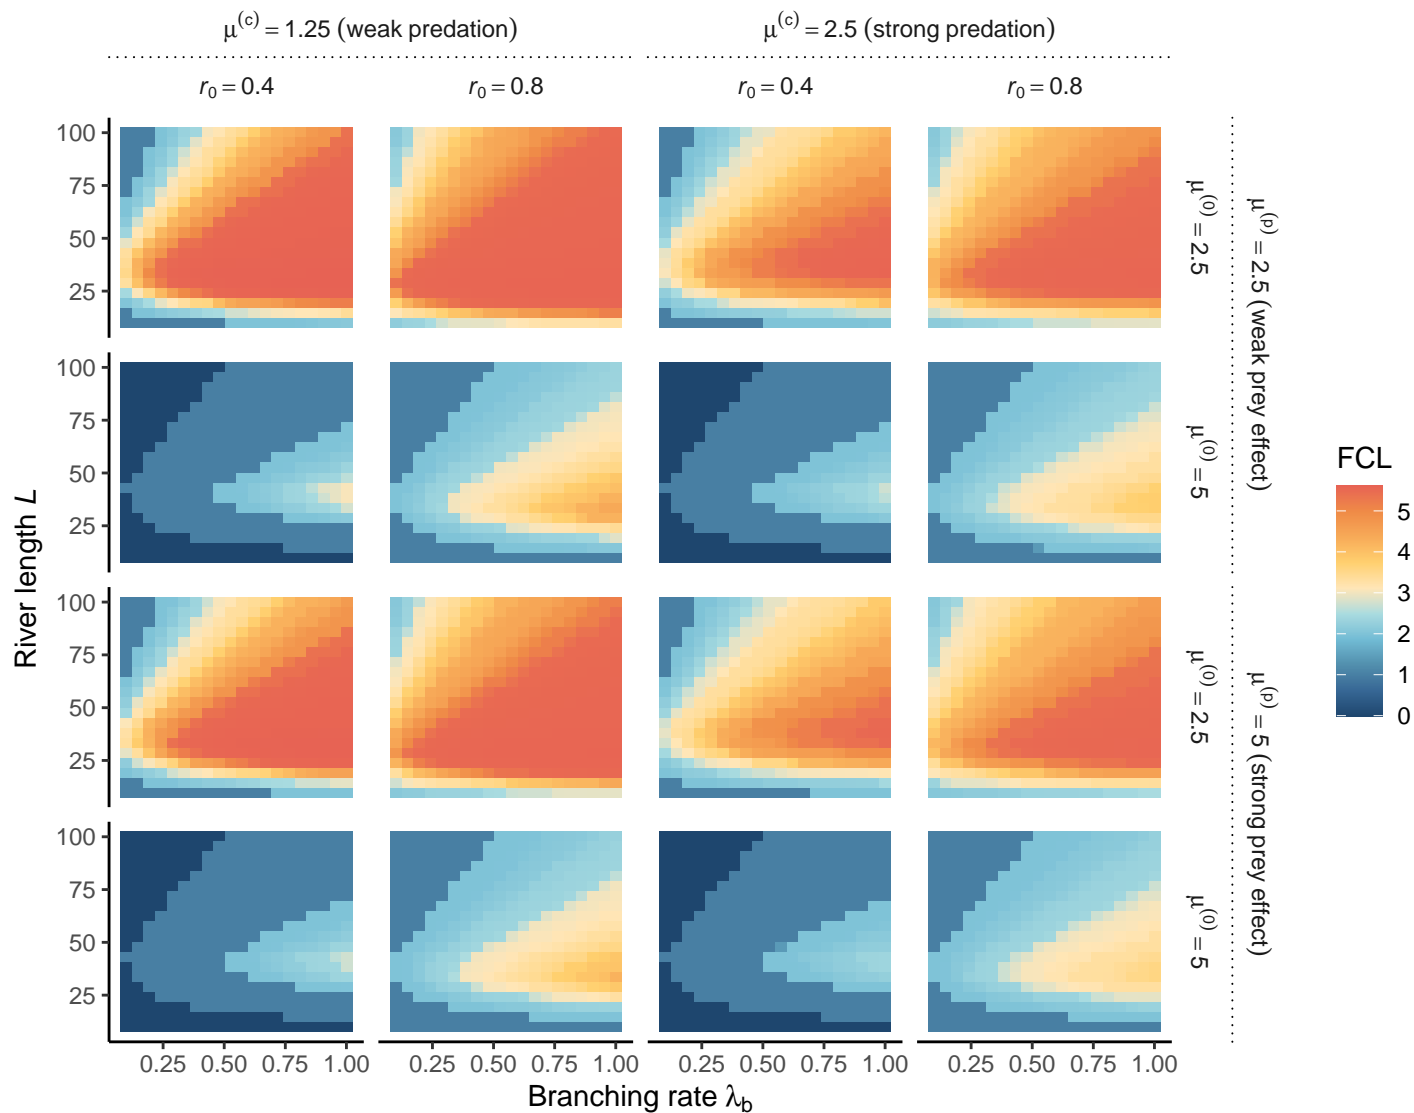 μ(c) = 1.25 (weak predation)
μ(c) = 2.5 (strong predation)
r0 = 0.4
r0 = 0.8
r0 = 0.4
r0 = 0.8
100
75
50
25
μ(0) = 2.5
100
75
50
25
μ(0) = 5
μ(p) = 2.5 (weak prey effect)
100
75
50
25
μ(0) = 2.5
100
75
50
25
μ(0) = 5
μ(p) = 5 (strong prey effect)
River length L
0.25 0.50 0.75 1.00
0.25 0.50 0.75 1.00
0.25 0.50 0.75 1.00
0.25 0.50 0.75 1.00
Branching rate λb
FCL
5
4
3
2
1
0